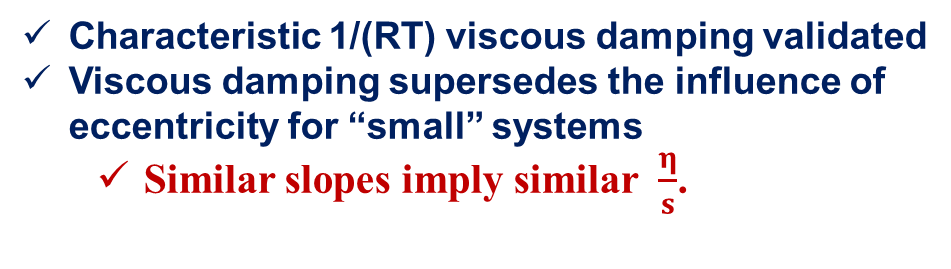 ✓ Characteristic 1/(RT) viscous damping validated
✓ Viscous damping supersedes the influence of
eccentricity for “small” systems
✓ Similar slopes imply similar η/s.